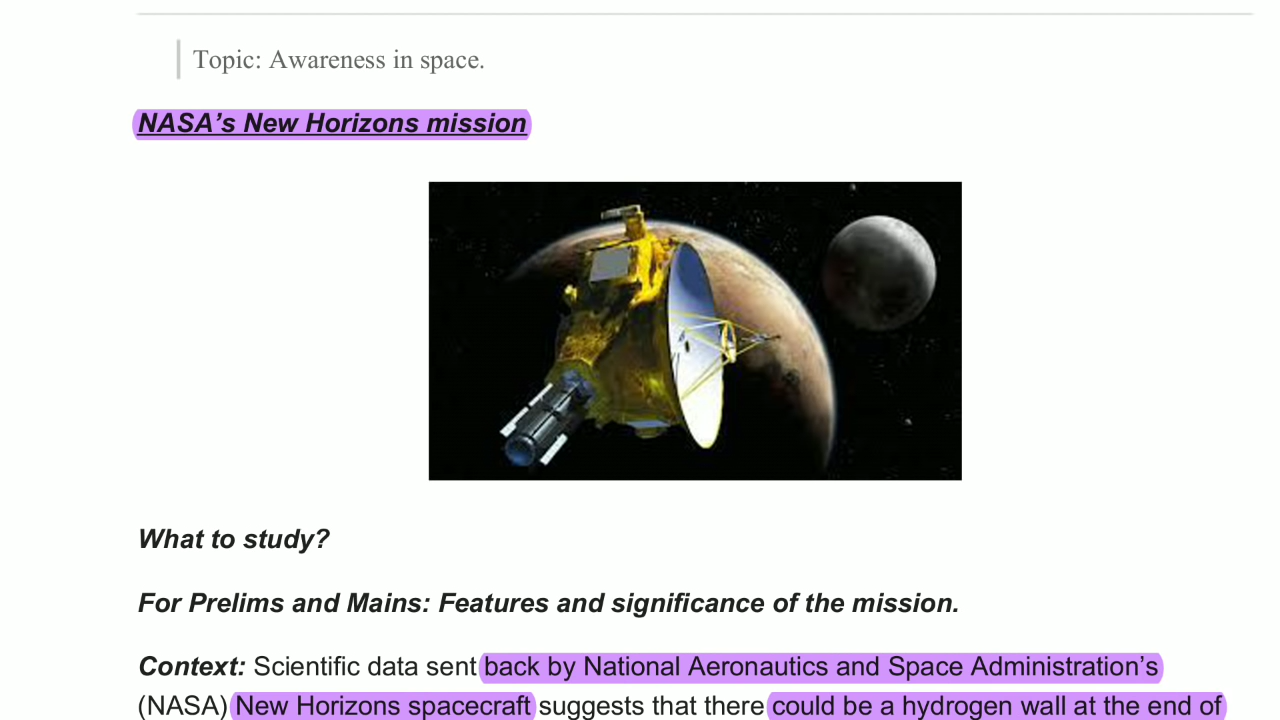 Topic: Awareness in space.
NASA’s New Horizons mission
What to study?
For Prelims and Mains: Features and significance of the mission.
Context: Scientific data sent back by National Aeronautics and Space Administration’s
(NASA) New Horizons spacecraft suggests that there could be a hydrogen wall at the end of